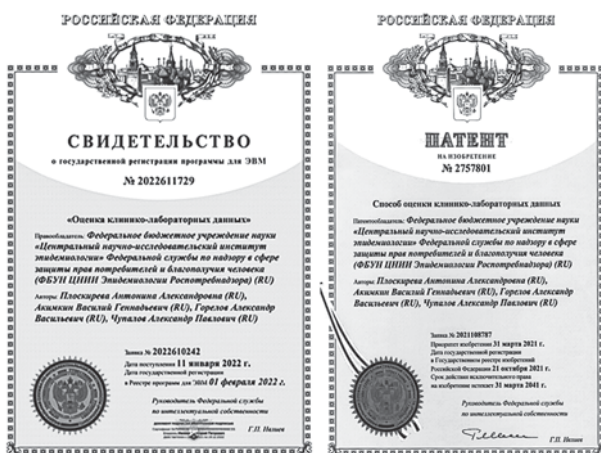 РОССИЙСКАЯ ФЕДЕРАЦИЯ
СВИДЕТЕЛЬСТВО
о государственной регистрации программы для ЭВМ
№ 2022611729
«Оценка клинико-лабораторных данных»
Правообладатель: Федеральное бюджетное учреждение науки
«Центральный научно-исследовательский институт
эпидемиологии» Федеральной службы по надзору в сфере
защиты прав потребителей и благополучия человека
(ФБУН ЦНИИ Эпидемиологии Роспотребнадзора) (RU)
Авторы: Плоскирева Антонина Александровна (RU),
Акимкин Василий Геннадьевич (RU), Горелов Александр
Васильевич (RU), Чупалов Александр Павлович (RU)
Заявка № 2022610242
Дата поступления 11 января 2022 г.
Дата государственной регистрации
в Реестре программ для ЭВМ 01 февраля 2022 г.
Руководитель Федеральной службы
по интеллектуальной собственности
Г.П. Ивлиев
РОССИЙСКАЯ ФЕДЕРАЦИЯ
ПАТЕНТ
НА ИЗОБРЕТЕНИЕ
№ 2757801
Способ оценки клинико-лабораторных данных
Патентообладатель: Федеральное бюджетное учреждение науки
«Центральный научно-исследовательский институт
эпидемиологии» Федеральной службы по надзору в сфере
защиты прав потребителей и благополучия человека
(ФБУН ЦНИИ Эпидемиологии Роспотребнадзора) (RU)
Авторы: Плоскирева Антонина Александровна (RU),
Акимкин Василий Геннадьевич (RU), Горелов Александр
Васильевич (RU), Чупалов Александр Павлович (RU)
Заявка № 2021108787
Приоритет изобретения 31 марта 2021 г.
Дата государственной регистрации
в Государственном реестре изобретений
Российской Федерации 21 октября 2021 г.
Срок действия исключительного права
на изобретение истекает 31 марта 2041 г.
Руководитель Федеральной службы
по интеллектуальной собственности
Г.П. Ивлиев